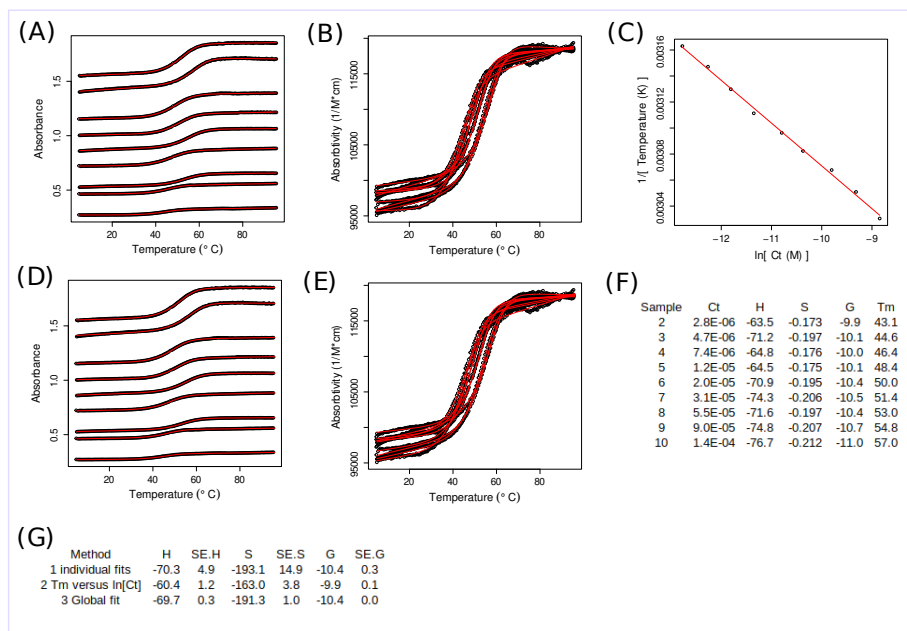 (A)
Absorbance
1.5
1.0
0.5
20 40 60 80
Temperature (° C)
(B)
Absorbtivity (1/M*cm)
115000
105000
95000
20 40 60 80
Temperature (° C)
(C)
1/[ Temperature (K) ]
0.00316
0.00312
0.00308
0.00304
−12 −11 −10 −9
ln[ Ct (M) ]
(D)
Absorbance
1.5
1.0
0.5
20 40 60 80
Temperature (° C)
(E)
Absorbtivity (1/M*cm)
115000
105000
95000
20 40 60 80
Temperature (° C)
(F)
Sample Ct H S G Tm
2 2.8E-06 -63.5 -0.173 -9.9 43.1
3 4.7E-06 -71.2 -0.197 -10.1 44.6
4 7.4E-06 -64.8 -0.176 -10.0 46.4
5 1.2E-05 -64.5 -0.175 -10.1 48.4
6 2.0E-05 -70.9 -0.195 -10.4 50.0
7 3.1E-05 -74.3 -0.206 -10.5 51.4
8 5.5E-05 -71.6 -0.197 -10.4 53.0
9 9.0E-05 -74.8 -0.207 -10.7 54.8
10 1.4E-04 -76.7 -0.212 -11.0 57.0
(G)
Method H SE.H S SE.S G SE.G
1 individual fits -70.3 4.9 -193.1 14.9 -10.4 0.3
2 Tm versus ln[Ct] -60.4 1.2 -163.0 3.8 -9.9 0.1
3 Global fit -69.7 0.3 -191.3 1.0 -10.4 0.0